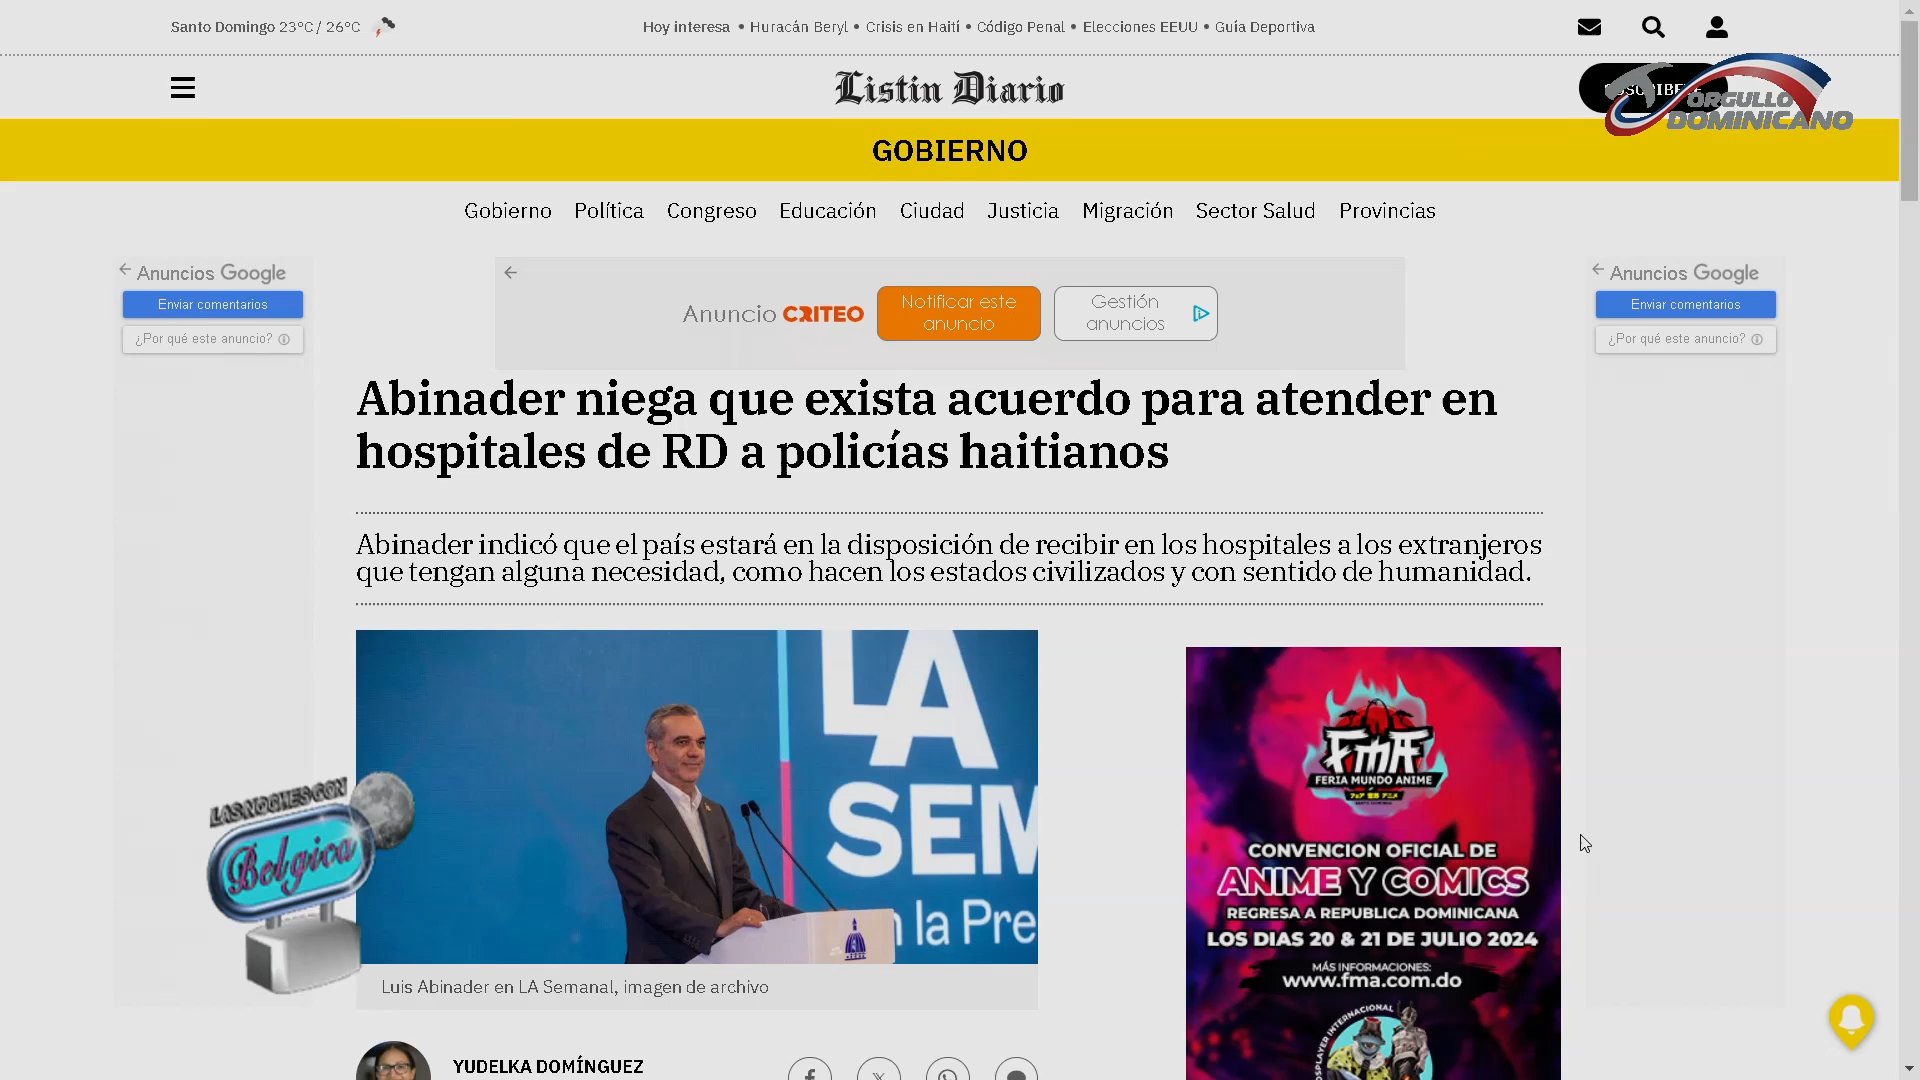 Santo Domingo 23°C / 26°C
Hoy interesa • Huracán Beryl • Crisis en Haití • Código Penal • Elecciones EEUU • Guía Deportiva
Listin Diario
ORGULLO
DOMINICANO
GOBIERNO
Gobierno Política Congreso Educación Ciudad Justicia Migración Sector Salud Provincias
Anuncios Google
Enviar comentarios
¿Por qué este anuncio?
Anuncio CRITEO
Notificar este
anuncio
Gestión
anuncios
Anuncios Google
Enviar comentarios
¿Por qué este anuncio?
Abinader niega que exista acuerdo para atender en
hospitales de RD a policías haitianos
Abinader indicó que el país estará en la disposición de recibir en los hospitales a los extranjeros
que tengan alguna necesidad, como hacen los estados civilizados y con sentido de humanidad.
LA
SEM
n la Pre
LAS NOCHES CON
Belgica
Luis Abinader en LA Semanal, imagen de archivo
YUDELKA DOMÍNGUEZ
FMA
FERIA MUNDO ANIME
CONVENCION OFICIAL DE
ANIME Y COMICS
REGRESA A REPUBLICA DOMINICANA
LOS DIAS 20 & 21 DE JULIO 2024
MÁS INFORMACIONES:
www.fma.com.do
COSPLAYER INTERNACIONAL